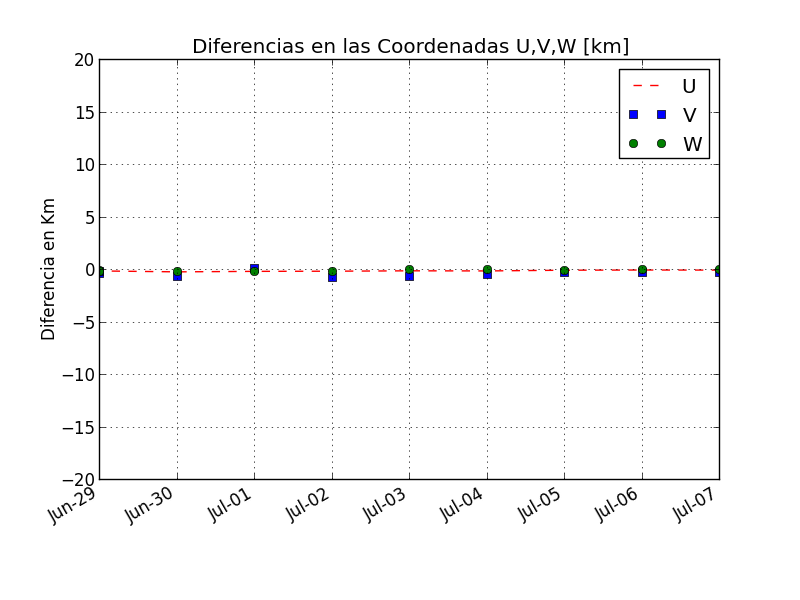 Diferencias en las Coordenadas U,V,W [km]
20
15
10
5
0
−5
−10
−15
−20
Diferencia en Km
U
V
W
Jun-29
Jun-30
Jul-01
Jul-02
Jul-03
Jul-04
Jul-05
Jul-06
Jul-07